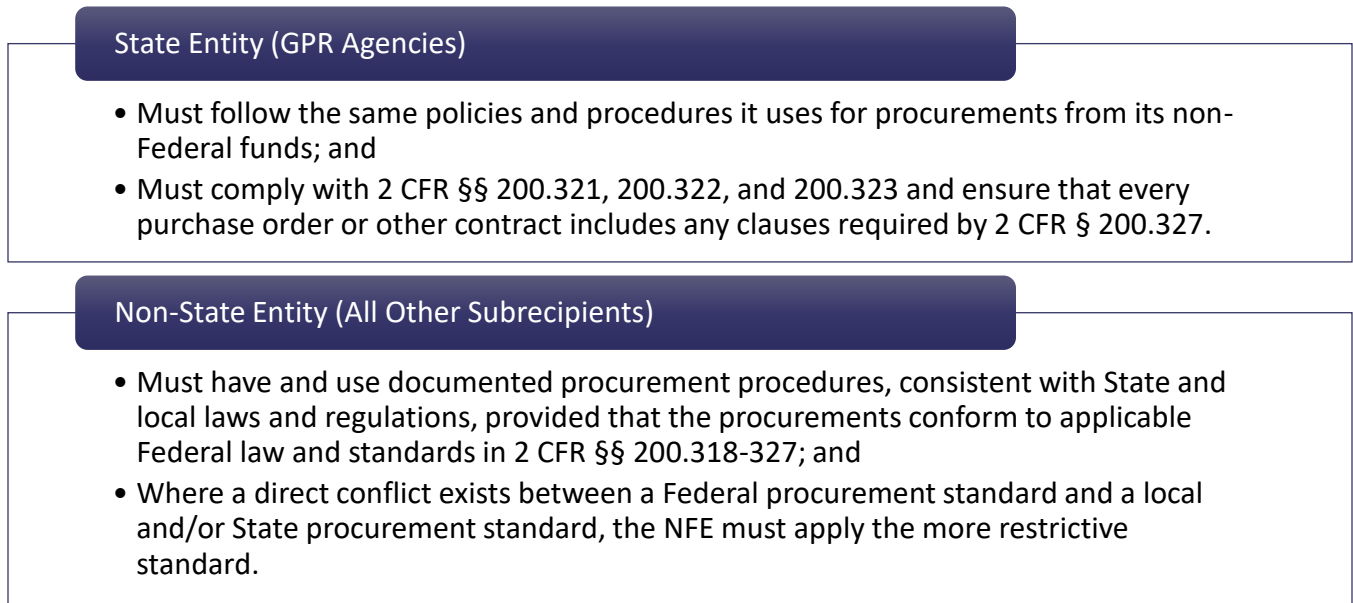 State Entity (GPR Agencies)
• Must follow the same policies and procedures it uses for procurements from its non-
Federal funds; and
• Must comply with 2 CFR §§ 200.321, 200.322, and 200.323 and ensure that every
purchase order or other contract includes any clauses required by 2 CFR § 200.327.
Non-State Entity (All Other Subrecipients)
• Must have and use documented procurement procedures, consistent with State and
local laws and regulations, provided that the procurements conform to applicable
Federal law and standards in 2 CFR §§ 200.318-327; and
• Where a direct conflict exists between a Federal procurement standard and a local
and/or State procurement standard, the NFE must apply the more restrictive
standard.